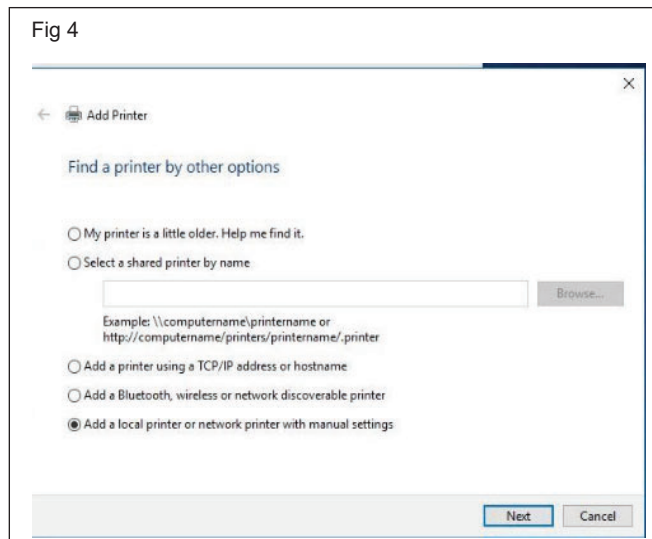 Fig 4
Add Printer
Find a printer by other options
My printer is a little older. Help me find it.
Select a shared printer by name
Browse...
Example: \\computername\printername or
http://computername/printers/printername/.printer
Add a printer using a TCP/IP address or hostname
Add a Bluetooth, wireless or network discoverable printer
Add a local printer or network printer with manual settings
Next Cancel